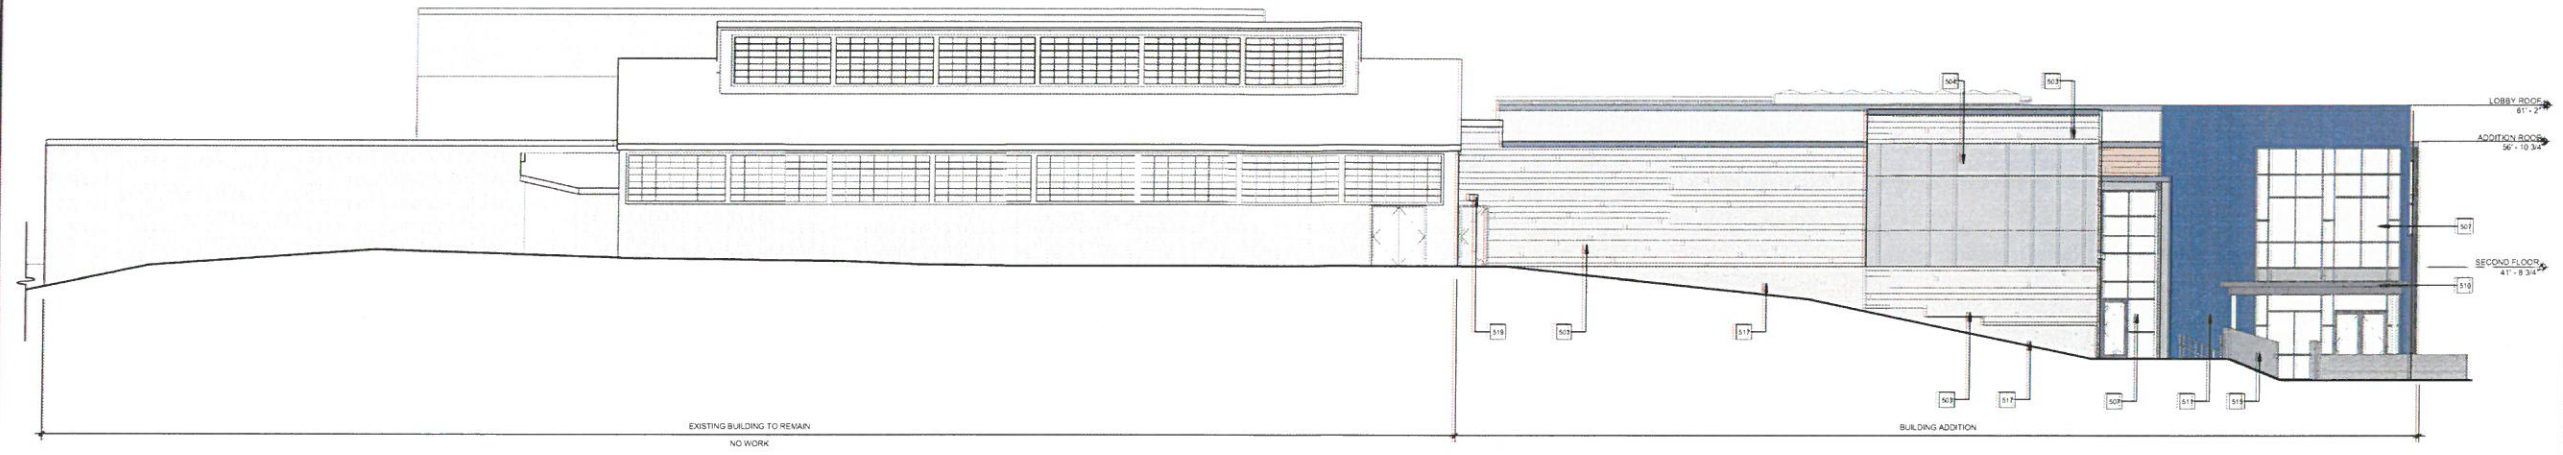 504
503
LOBBY ROOF
61' - 2"
ADDITION ROOF
56' - 10 3/4"
507
SECOND FLOOR
41' - 8 3/4"
510
519
503
517
503
517
507
511
515
EXISTING BUILDING TO REMAIN
NO WORK
BUILDING ADDITION